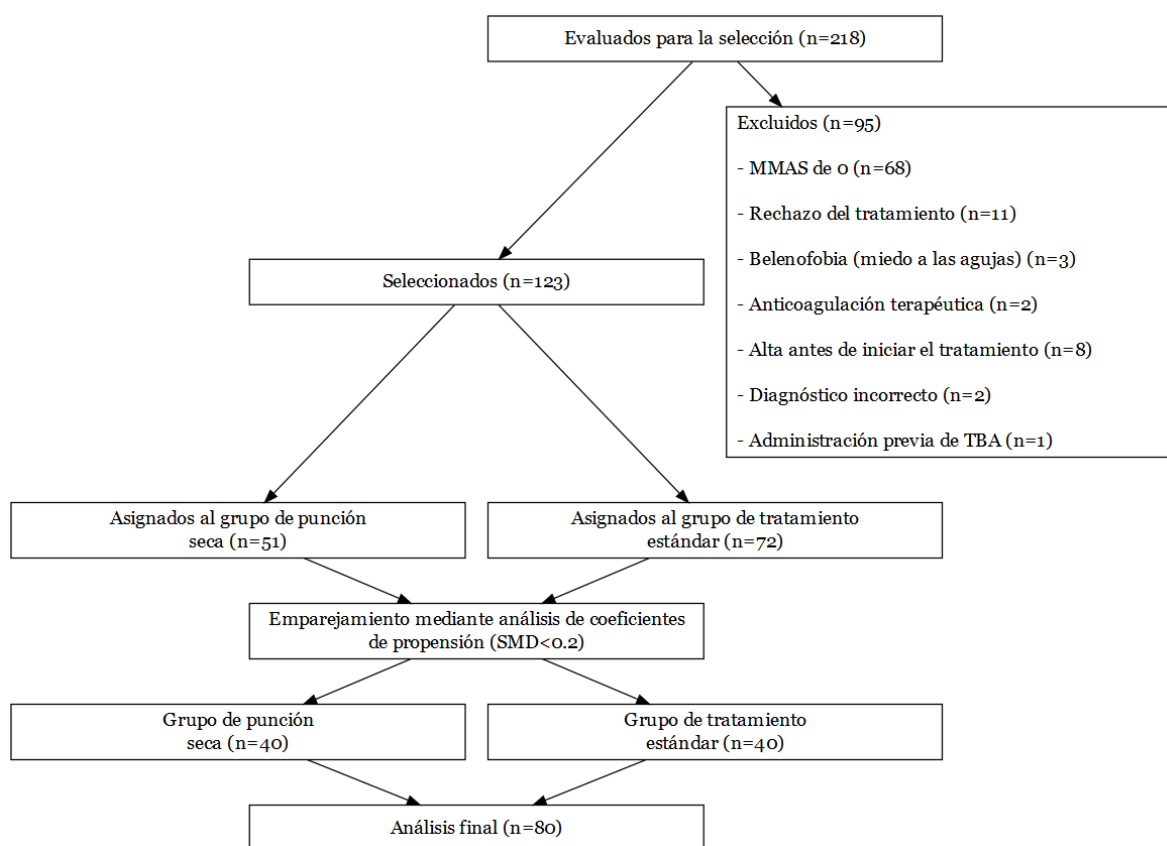 Evaluados para la selección (n=218)
Excluidos (n=95)
- MMAS de 0 (n=68)
- Rechazo del tratamiento (n=11)
- Belenofobia (miedo a las agujas) (n=3)
- Anticoagulación terapéutica (n=2)
- Alta antes de iniciar el tratamiento (n=8)
- Diagnóstico incorrecto (n=2)
- Administración previa de TBA (n=1)
Seleccionados (n=123)
Asignados al grupo de punción
seca (n=51)
Asignados al grupo de tratamiento
estándar (n=72)
Emparejamiento mediante análisis de coeficientes
de propensión (SMD<0.2)
Grupo de punción
seca (n=40)
Grupo de tratamiento
estándar (n=40)
Análisis final (n=80)